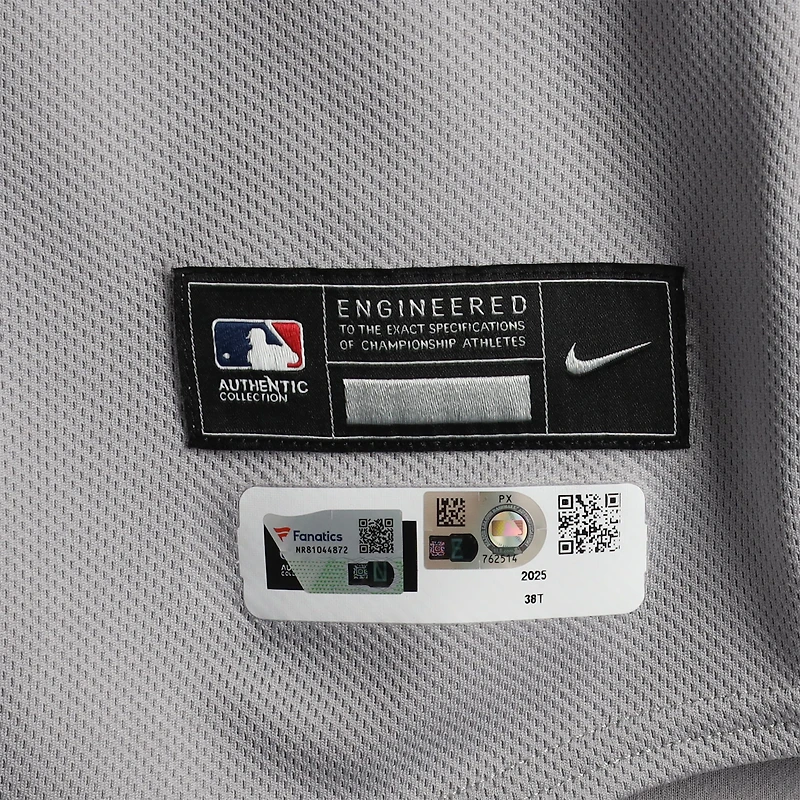 ENGINEERED
TO THE EXACT SPECIFICATIONS
OF CHAMPIONSHIP ATHLETES
AUTHENTIC
COLLECTION
Fanatics
NR81044872
PX
762514
2025
38T